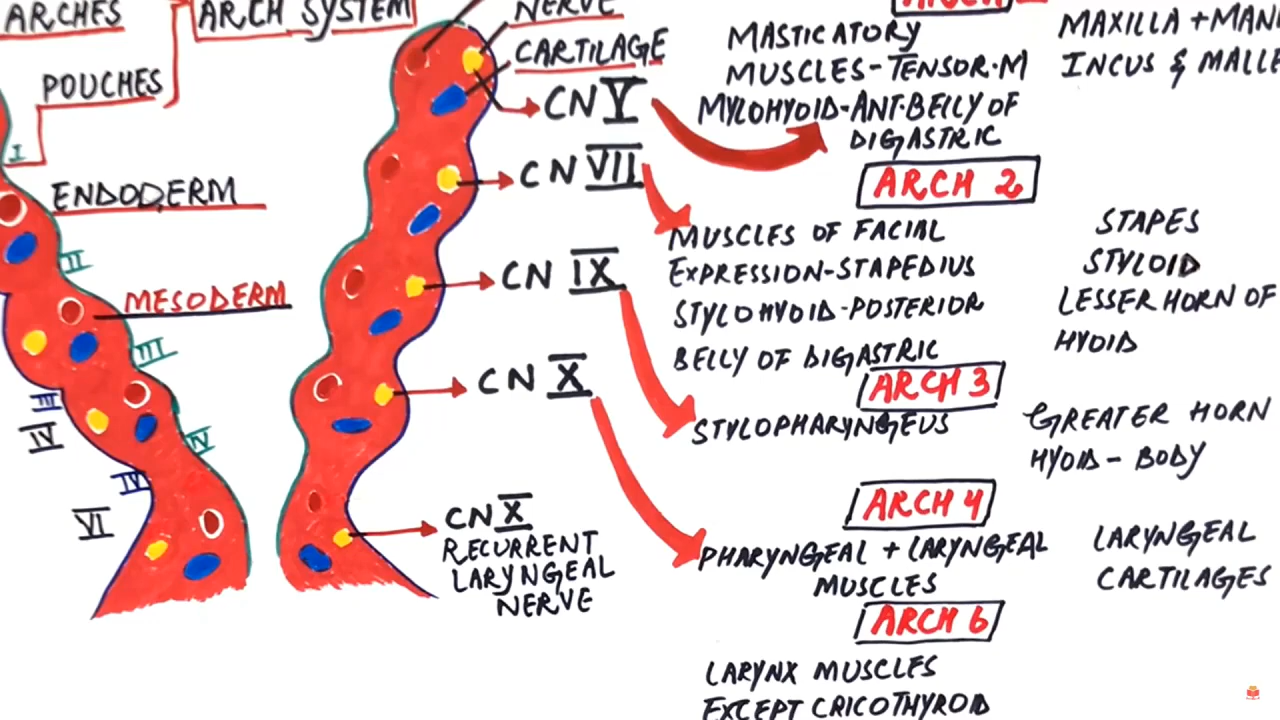 ARCHES
ARCH SYSTEM
POUCHES
I
ENDODERM
II
MESODERM
III
III
IV
IV
IV
VI
NERVE
CARTILAGE
CN V
CN VII
CN IX
CN X
CN X
RECURRENT
LARYNGEAL
NERVE
MASTICATORY
MUSCLES-TENSOR.M
MYLOHYOID-ANT.BELLY OF
DIGASTRIC
MAXILLA + MAN
INCUS & MALLE
ARCH 2
MUSCLES OF FACIAL
EXPRESSION-STAPEDIUS
STYLOHYOID-POSTERIOR
BELLY OF DIGASTRIC
STAPES
STYLOID
LESSER HORN OF
HYOID
ARCH 3
STYLOPHARYNGEUS
GREATER HORN
HYOID - BODY
ARCH 4
PHARYNGEAL + LARYNGEAL
MUSCLES
LARYNGEAL
CARTILAGES
ARCH 6
LARYNX MUSCLES
EXCEPT CRICOTHYROID